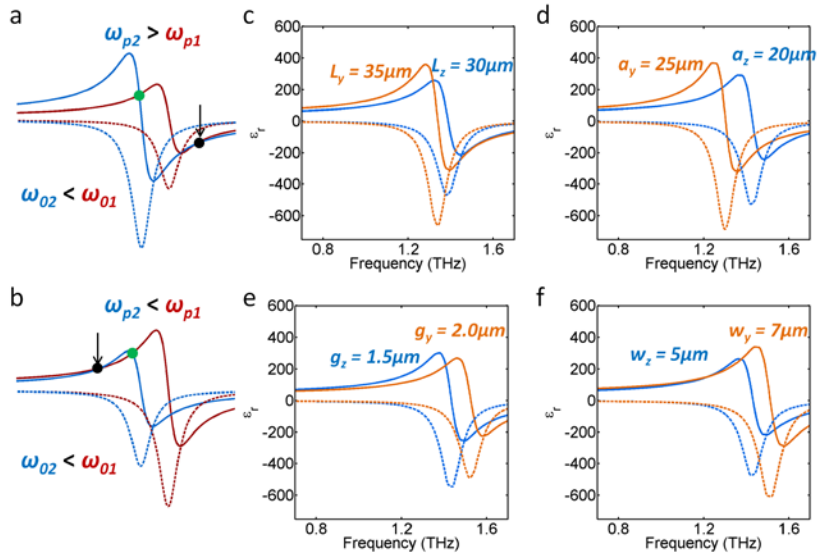 a
ωp2 > ωp1
ω02 < ω01
b
ωp2 < ωp1
ω02 < ω01
c
600
400
200
0
-200
-400
-600
εr
Ly = 35μm
Lz = 30μm
0.8
1.2
1.6
Frequency (THz)
d
600
400
200
0
-200
-400
-600
εr
ay = 25μm
az = 20μm
0.8
1.2
1.6
Frequency (THz)
e
600
400
200
0
-200
-400
-600
εr
gy = 2.0μm
gz = 1.5μm
0.8
1.2
1.6
Frequency (THz)
f
600
400
200
0
-200
-400
-600
εr
wz = 5μm
wy = 7μm
0.8
1.2
1.6
Frequency (THz)